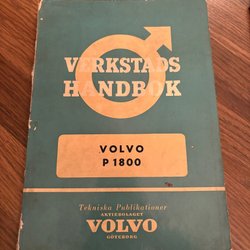 VERKSTADS
HANDBOK
VOLVO
P 1800
Tekniska Publikationer
AKTIEBOLAGET
VOLVO
GÖTEBORG